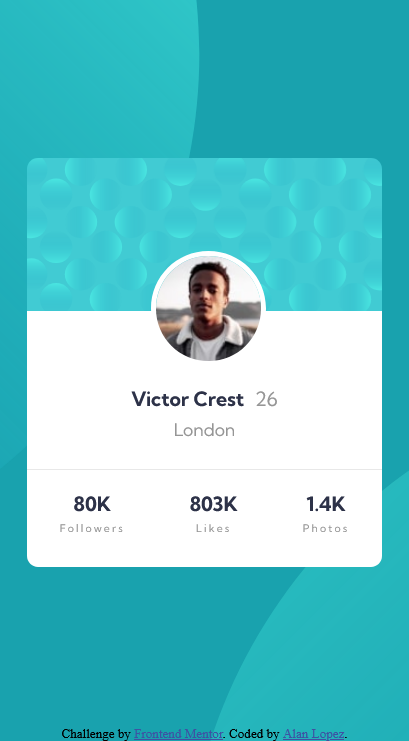 Victor Crest 26
London
80K 803K 1.4K
Followers Likes Photos
Challenge by Frontend Mentor. Coded by Alan Lopez.